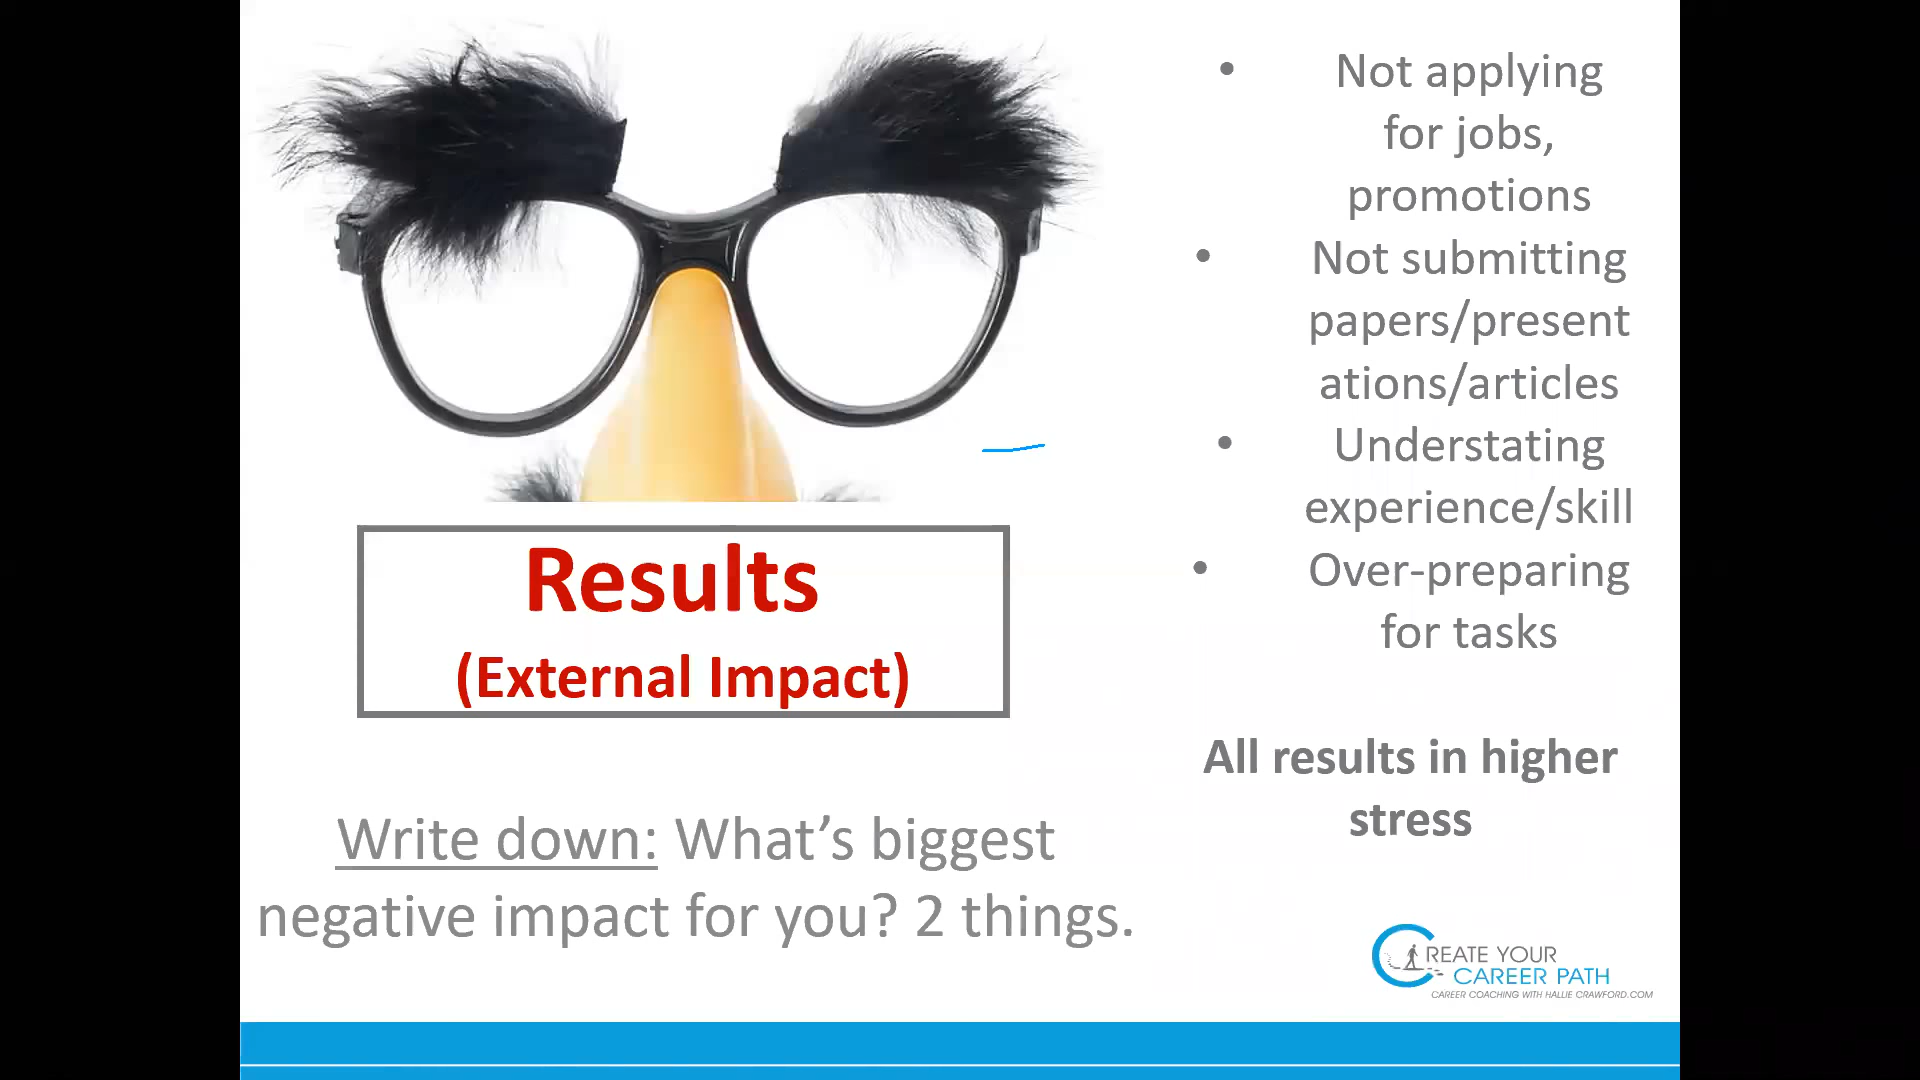 Not applying
for jobs,
promotions
Not submitting
papers/present
ations/articles
Understating
experience/skill
Over-preparing
for tasks
All results in higher
stress
Results
(External Impact)
Write down: What’s biggest
negative impact for you? 2 things.
CREATE YOUR
CAREER PATH
CAREER COACHING WITH HALLIE CRAWFORD.COM